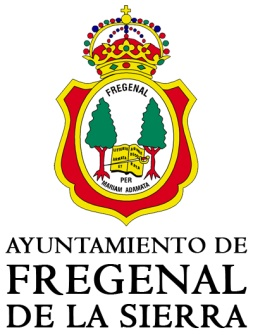 FREGENAL
PER
MARIAM ADAMATA
AYUNTAMIENTO DE
FREGENAL
DE LA SIERRA